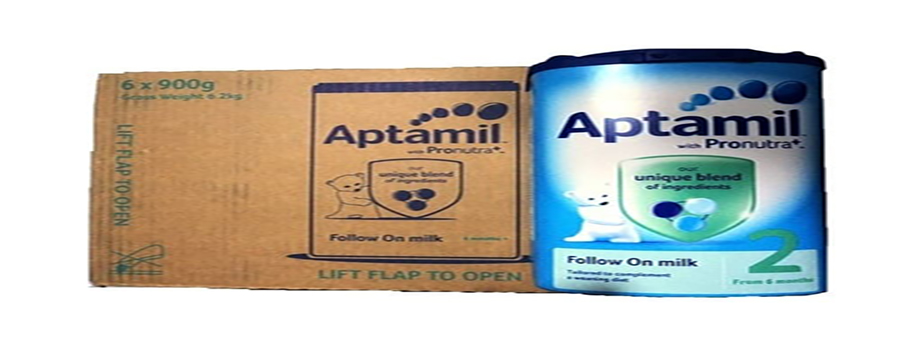 6 x 900g
Gross Weight 6.2kg
LIFT FLAP TO OPEN
Aptamil
with Pronutra+
our
unique blend
of ingredients
Follow On milk
6 months +
LIFT FLAP TO OPEN
Aptamil
with Pronutra+
our
unique blend
of ingredients
2
Follow On milk
Tailored to complement
a weaning diet
From 6 months